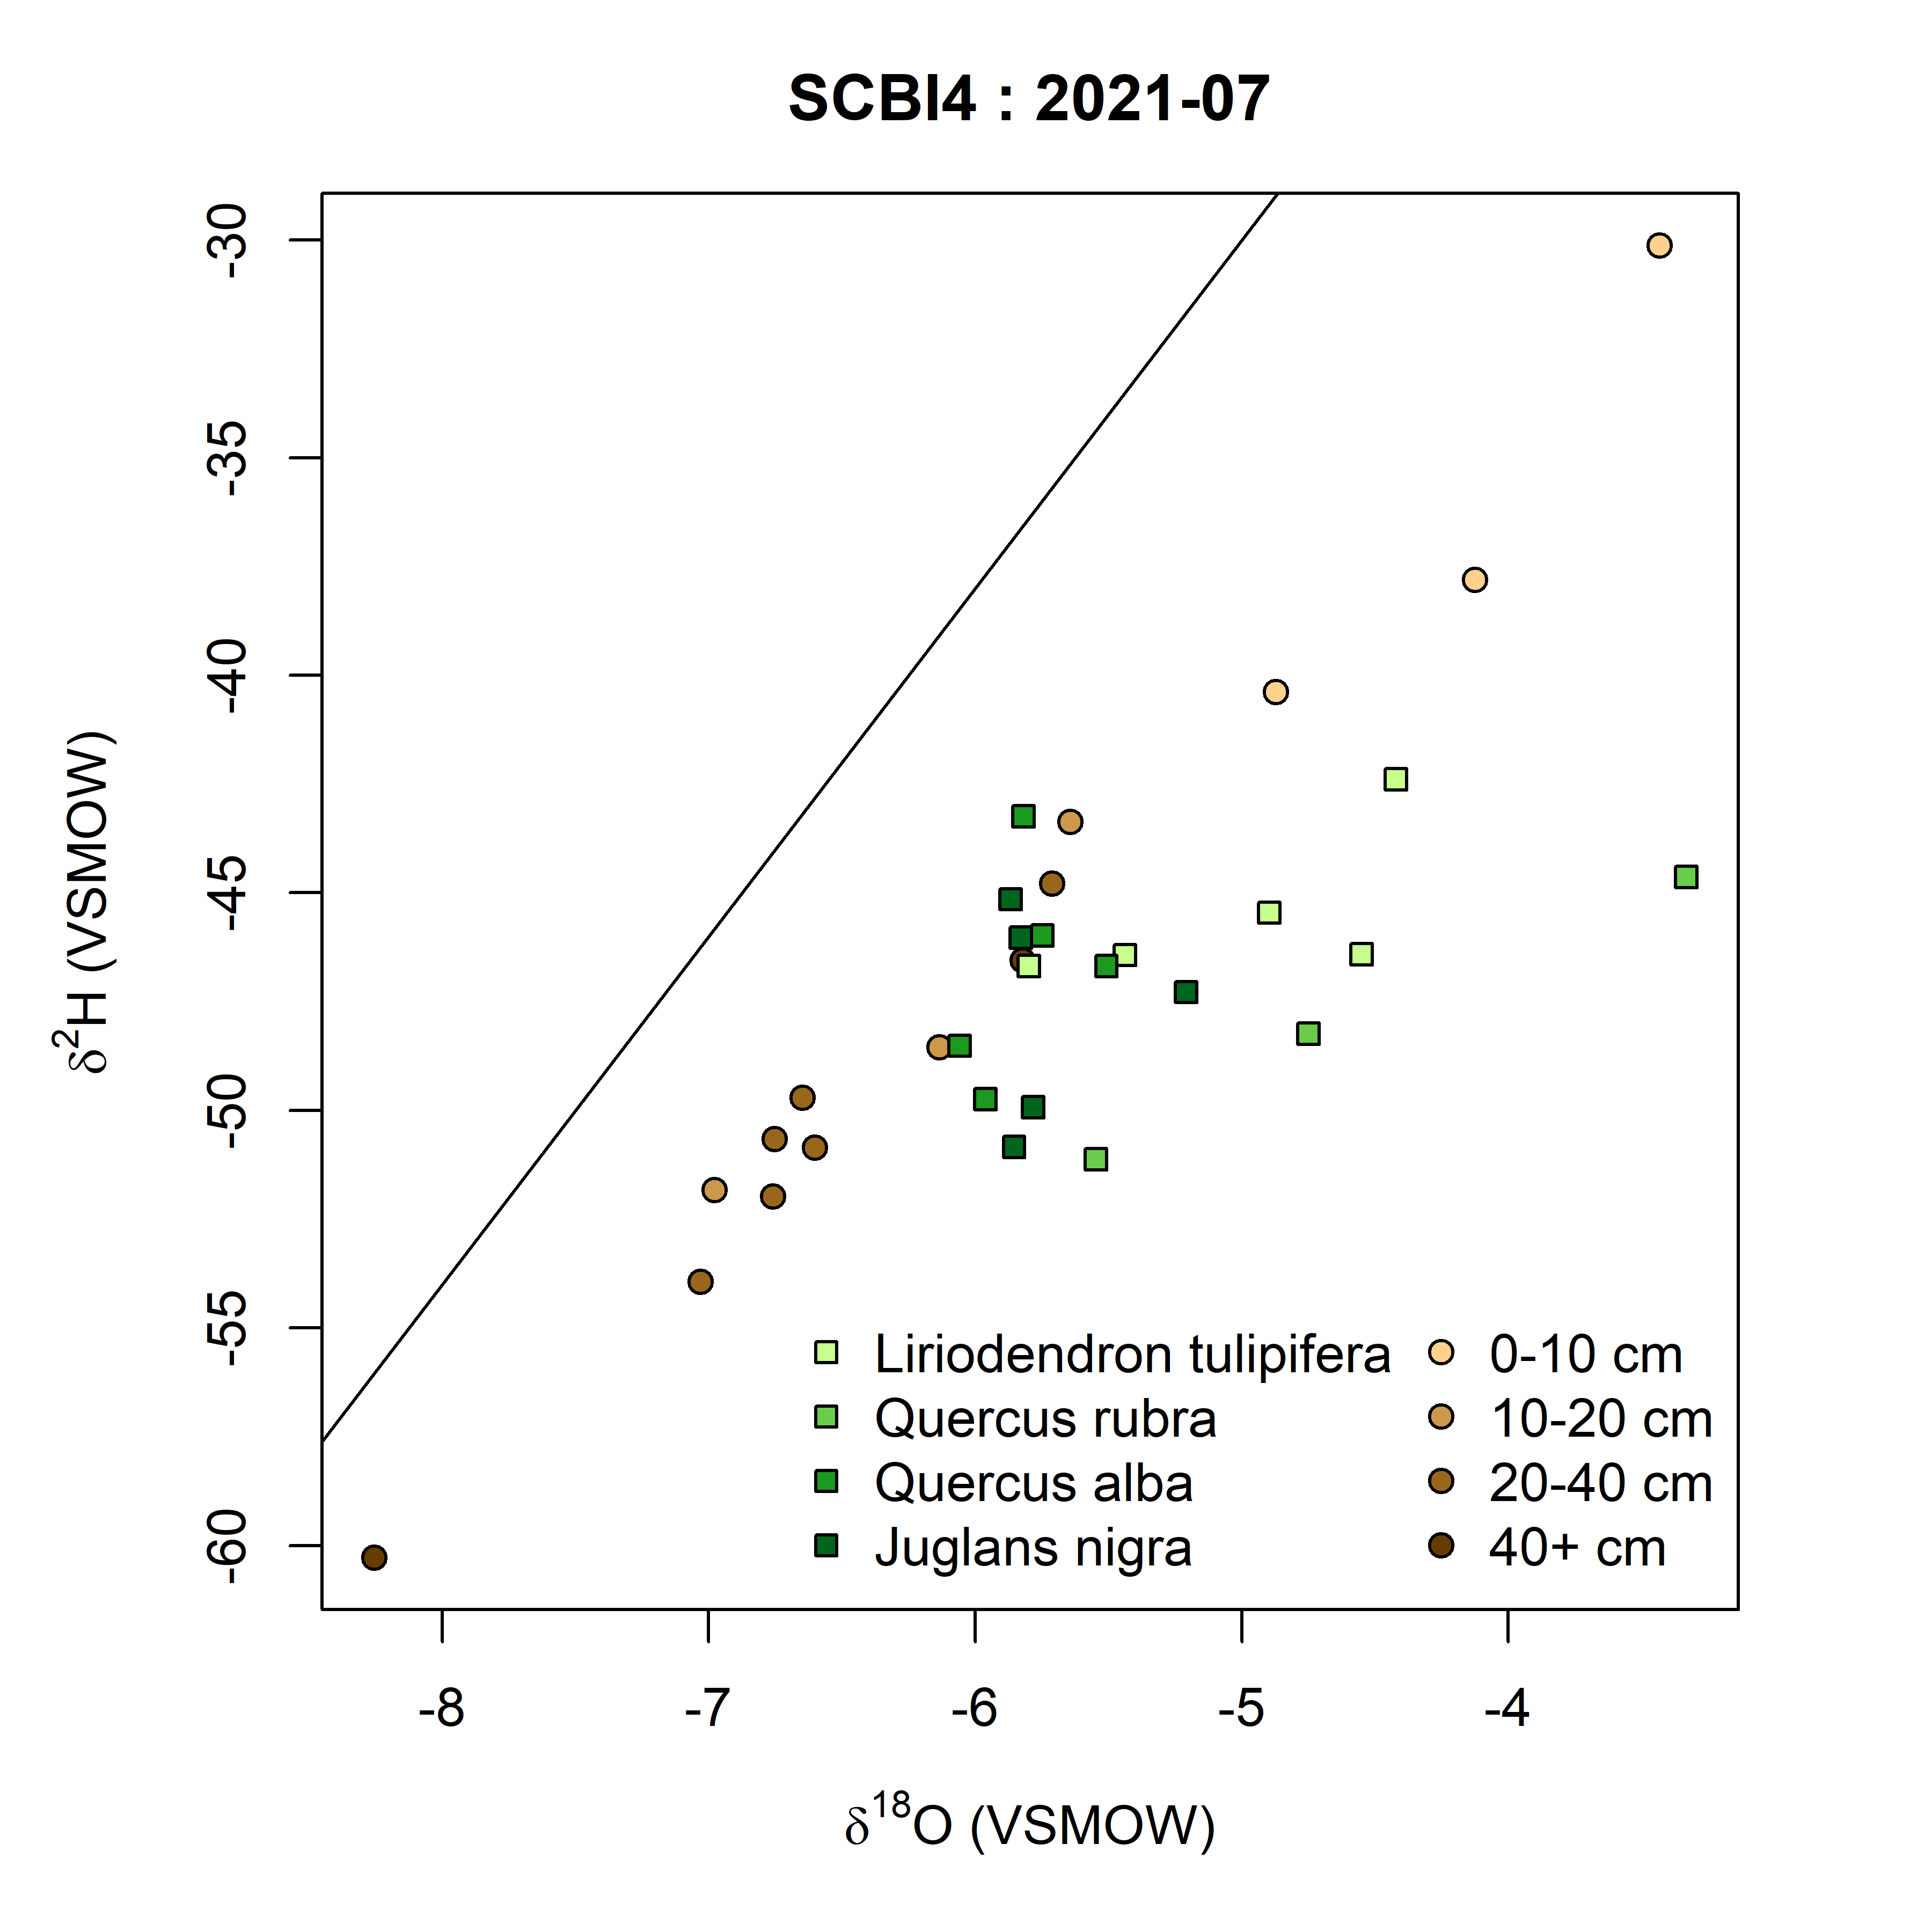 SCBI4 : 2021-07
-30
-35
-40
-45
-50
-55
-60
δ²H (VSMOW)
Liriodendron tulipifera
Quercus rubra
Quercus alba
Juglans nigra
0-10 cm
10-20 cm
20-40 cm
40+ cm
-8 -7 -6 -5 -4
δ¹⁸O (VSMOW)